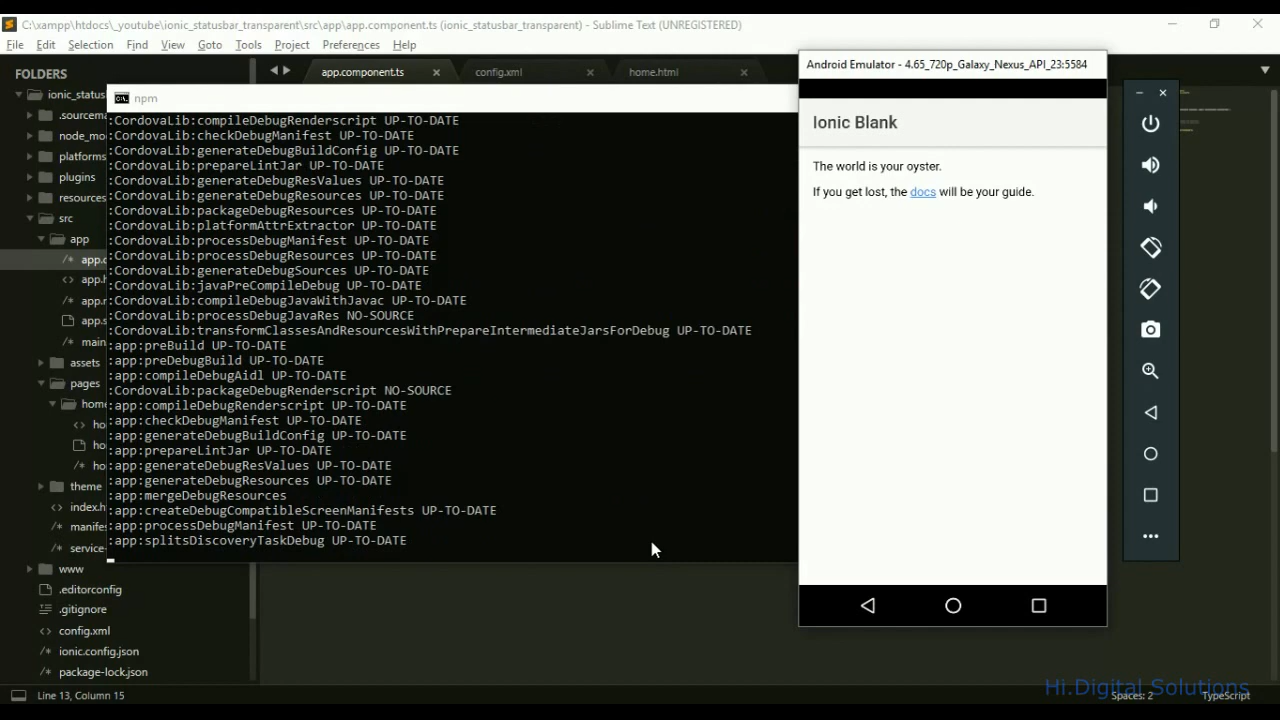 C:\xampp\htdocs\_youtube\ionic_statusbar_transparent\src\app\app.component.ts (ionic_statusbar_transparent) - Sublime Text (UNREGISTERED)
File Edit Selection Find View Goto Tools Project Preferences Help
FOLDERS
ionic_status
.sourcema
node_mo
platforms
plugins
resources
src
app
app.c
app.h
app.r
app.s
main
assets
pages
home
ho
ho
ho
theme
index.h
manifes
service-
www
.editorconfig
.gitignore
config.xml
ionic.config.json
package-lock.json
app.component.ts
config.xml
home.html
npm
:CordovaLib:compileDebugRenderscript UP-TO-DATE
:CordovaLib:checkDebugManifest UP-TO-DATE
:CordovaLib:generateDebugBuildConfig UP-TO-DATE
:CordovaLib:prepareLintJar UP-TO-DATE
:CordovaLib:generateDebugResValues UP-TO-DATE
:CordovaLib:generateDebugResources UP-TO-DATE
:CordovaLib:packageDebugResources UP-TO-DATE
:CordovaLib:platformAttrExtractor UP-TO-DATE
:CordovaLib:processDebugManifest UP-TO-DATE
:CordovaLib:processDebugResources UP-TO-DATE
:CordovaLib:generateDebugSources UP-TO-DATE
:CordovaLib:javaPreCompileDebug UP-TO-DATE
:CordovaLib:compileDebugJavaWithJavac UP-TO-DATE
:CordovaLib:processDebugJavaRes NO-SOURCE
:CordovaLib:transformClassesAndResourcesWithPrepareIntermediateJarsForDebug UP-TO-DATE
:app:preBuild UP-TO-DATE
:app:preDebugBuild UP-TO-DATE
:app:compileDebugAidl UP-TO-DATE
:CordovaLib:packageDebugRenderscript NO-SOURCE
:app:compileDebugRenderscript UP-TO-DATE
:app:checkDebugManifest UP-TO-DATE
:app:generateDebugBuildConfig UP-TO-DATE
:app:prepareLintJar UP-TO-DATE
:app:generateDebugResValues UP-TO-DATE
:app:generateDebugResources UP-TO-DATE
:app:mergeDebugResources
:app:createDebugCompatibleScreenManifests UP-TO-DATE
:app:processDebugManifest UP-TO-DATE
:app:splitsDiscoveryTaskDebug UP-TO-DATE
Android Emulator - 4.65_720p_Galaxy_Nexus_API_23:5584
Ionic Blank
The world is your oyster.
If you get lost, the docs will be your guide.
Hi.Digital Solutions
Line 13, Column 15
Spaces: 2
TypeScript